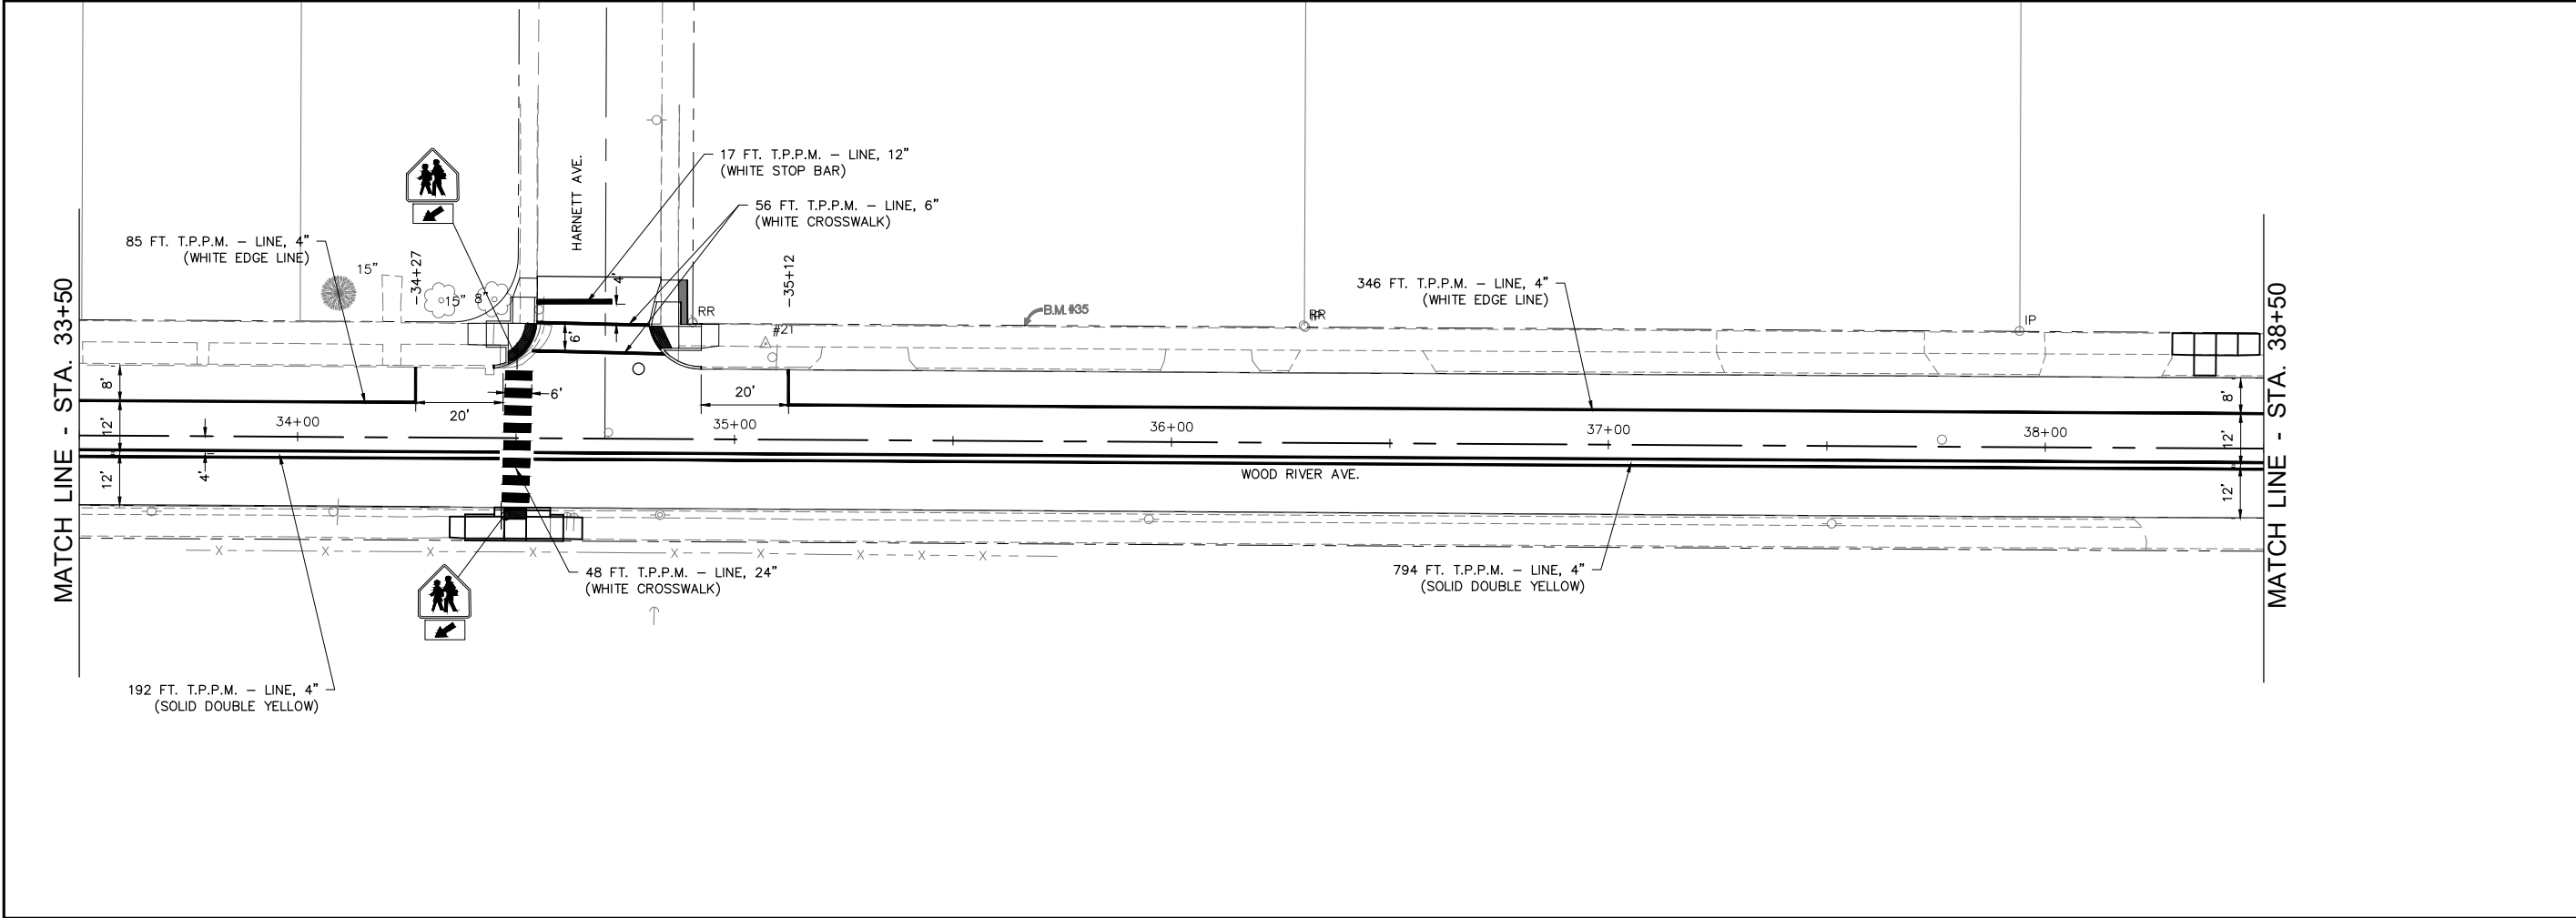 17 FT. T.P.P.M. – LINE, 12"
(WHITE STOP BAR)
HARNETT AVE.
56 FT. T.P.P.M. – LINE, 6"
(WHITE CROSSWALK)
85 FT. T.P.P.M. – LINE, 4"
(WHITE EDGE LINE)
15"
-34+27
15"
8"
4'
-35+12
346 FT. T.P.P.M. – LINE, 4"
(WHITE EDGE LINE)
MATCH LINE - STA. 33+50
MATCH LINE - STA. 38+50
RR
B.M. #35
RR
IP
IP
#21
6'
8'
6'
20'
20'
8'
12'
34+00
35+00
36+00
37+00
38+00
12'
4'
12'
WOOD RIVER AVE.
12'
X X X X X X X X X
48 FT. T.P.P.M. – LINE, 24"
(WHITE CROSSWALK)
794 FT. T.P.P.M. – LINE, 4"
(SOLID DOUBLE YELLOW)
192 FT. T.P.P.M. – LINE, 4"
(SOLID DOUBLE YELLOW)